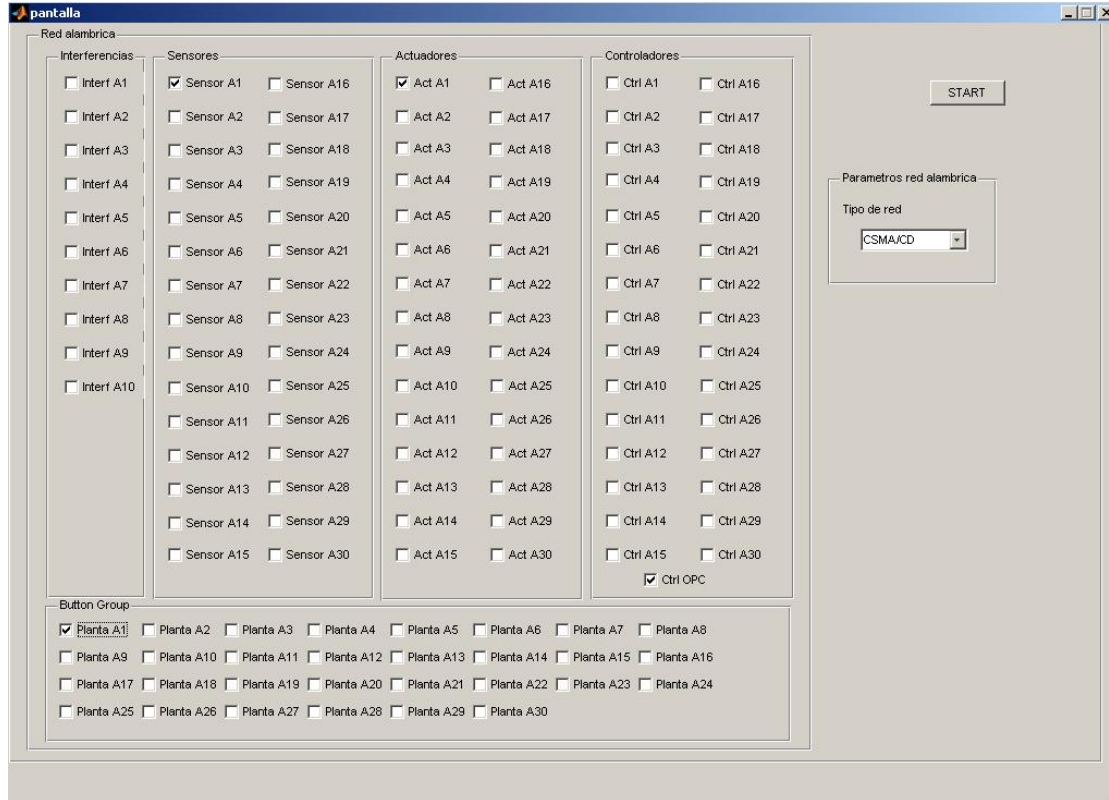 pantalla
Red alambrica
Interferencias Sensores Actuadores Controladores
Interf A1 Sensor A1 Sensor A16 Act A1 Act A16 Ctrl A1 Ctrl A16
START
Interf A2 Sensor A2 Sensor A17 Act A2 Act A17 Ctrl A2 Ctrl A17
Interf A3 Sensor A3 Sensor A18 Act A3 Act A18 Ctrl A3 Ctrl A18
Interf A4 Sensor A4 Sensor A19 Act A4 Act A19 Ctrl A4 Ctrl A19
Parametros red alambrica
Tipo de red
Interf A5 Sensor A5 Sensor A20 Act A5 Act A20 Ctrl A5 Ctrl A20
CSMA/CD
Interf A6 Sensor A6 Sensor A21 Act A6 Act A21 Ctrl A6 Ctrl A21
Interf A7 Sensor A7 Sensor A22 Act A7 Act A22 Ctrl A7 Ctrl A22
Interf A8 Sensor A8 Sensor A23 Act A8 Act A23 Ctrl A8 Ctrl A23
Interf A9 Sensor A9 Sensor A24 Act A9 Act A24 Ctrl A9 Ctrl A24
Interf A10 Sensor A10 Sensor A25 Act A10 Act A25 Ctrl A10 Ctrl A25
Sensor A11 Sensor A26 Act A11 Act A26 Ctrl A11 Ctrl A26
Sensor A12 Sensor A27 Act A12 Act A27 Ctrl A12 Ctrl A27
Sensor A13 Sensor A28 Act A13 Act A28 Ctrl A13 Ctrl A28
Sensor A14 Sensor A29 Act A14 Act A29 Ctrl A14 Ctrl A29
Sensor A15 Sensor A30 Act A15 Act A30 Ctrl A15 Ctrl A30
Ctrl OPC
Button Group
Planta A1 Planta A2 Planta A3 Planta A4 Planta A5 Planta A6 Planta A7 Planta A8
Planta A9 Planta A10 Planta A11 Planta A12 Planta A13 Planta A14 Planta A15 Planta A16
Planta A17 Planta A18 Planta A19 Planta A20 Planta A21 Planta A22 Planta A23 Planta A24
Planta A25 Planta A26 Planta A27 Planta A28 Planta A29 Planta A30